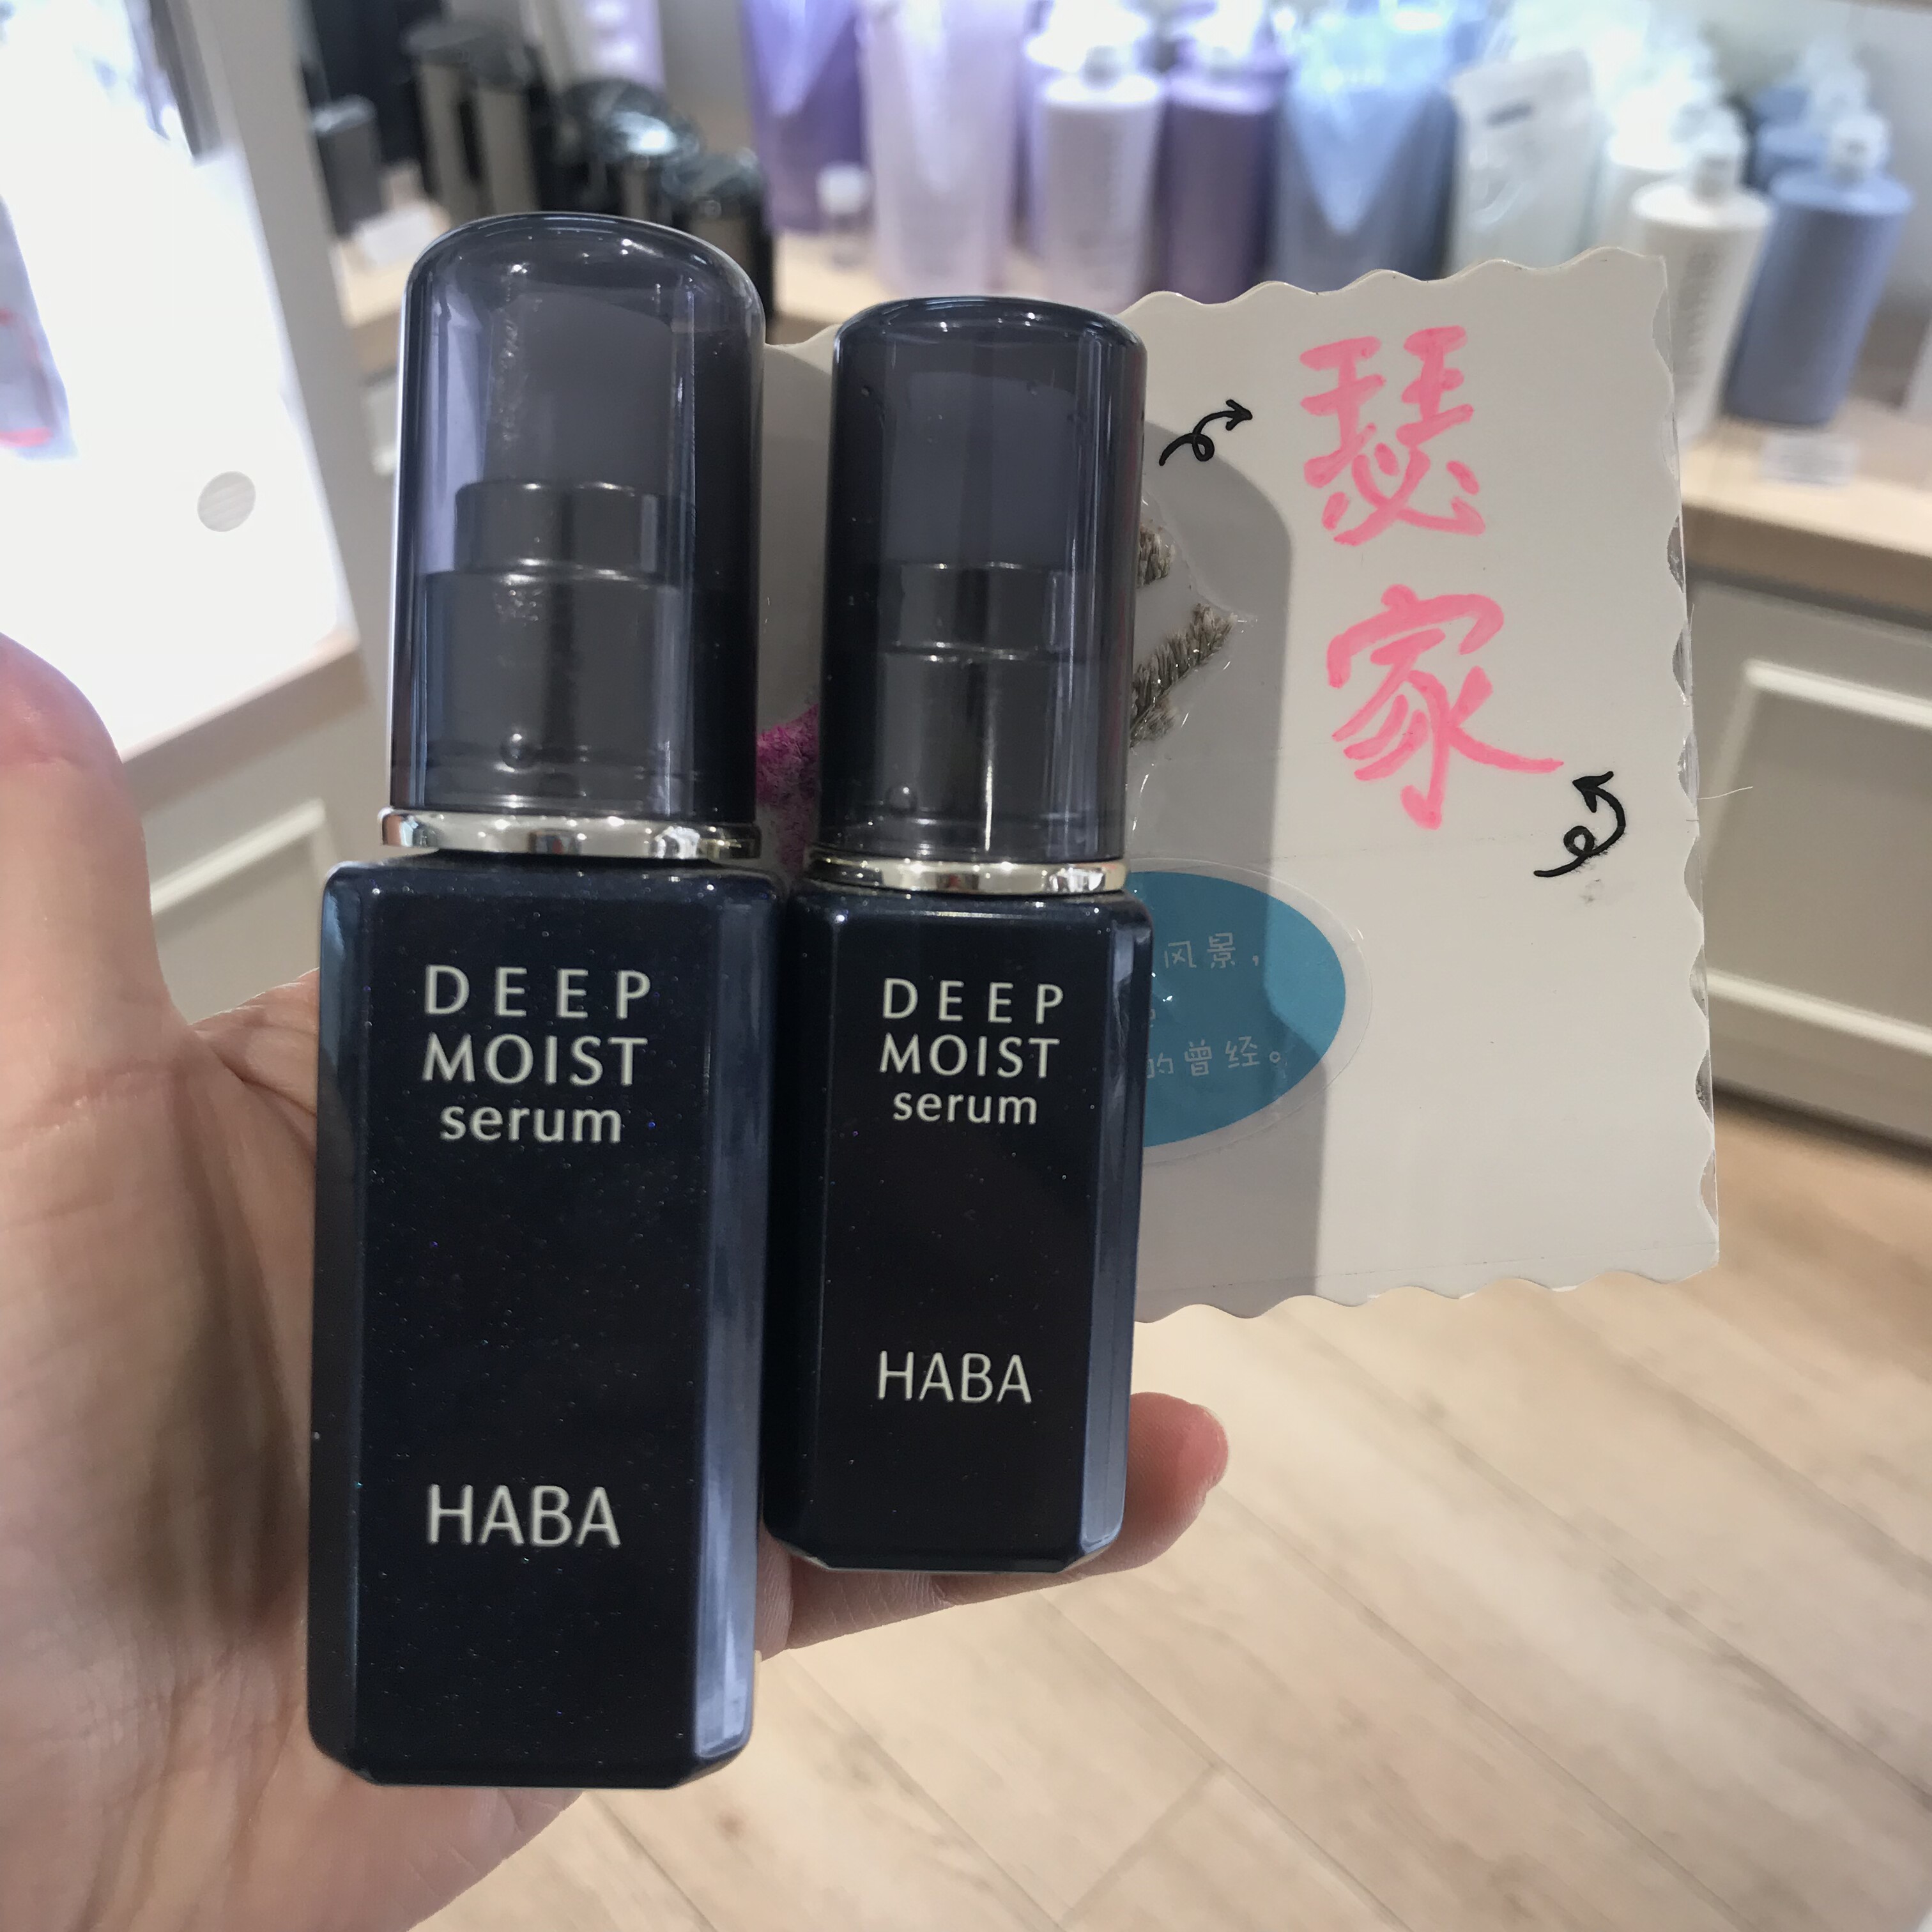 DEEP
MOIST
serum
HABA
DEEP
MOIST
serum
HABA
瑟
家
风景，
的曾经。